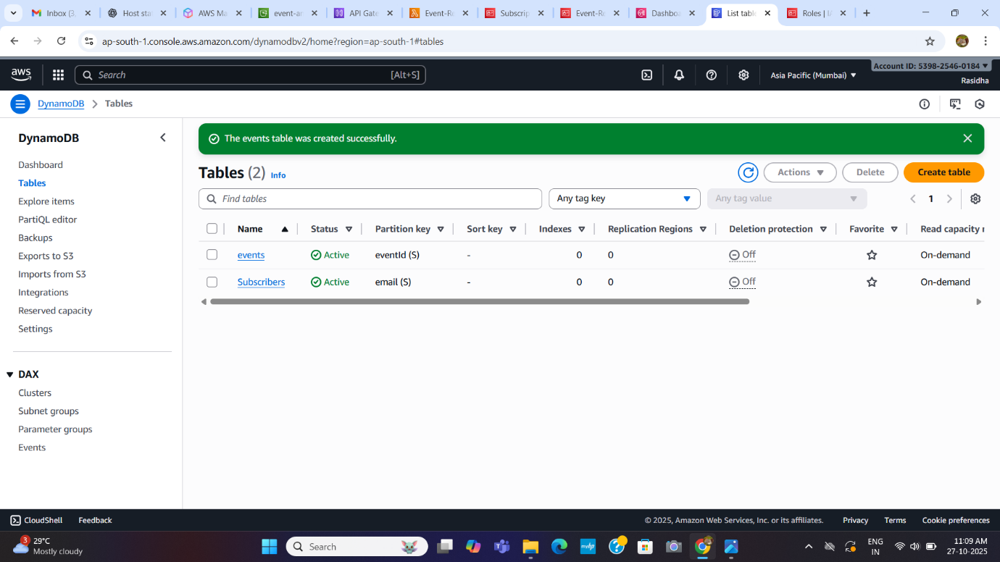 Inbox (3,
Host sta
AWS Ma
event-ar
API Gate
Event-Re
Subscrip
Event-Re
Dashboa
List table
Roles | IA
ap-south-1.console.aws.amazon.com/dynamodbv2/home?region=ap-south-1#tables
aws
Search
[Alt+S]
Asia Pacific (Mumbai)
Account ID: 5398-2546-0184
Rasidha
DynamoDB
Tables
DynamoDB
Dashboard
Tables
Explore items
PartiQL editor
Backups
Exports to S3
Imports from S3
Integrations
Reserved capacity
Settings
DAX
Clusters
Subnet groups
Parameter groups
Events
The events table was created successfully.
Tables (2) Info
Actions
Delete
Create table
Find tables
Any tag key
Any tag value
1
Name Status Partition key Sort key Indexes Replication Regions Deletion protection Favorite Read capacity
events Active eventId (S) - 0 0 Off On-demand
Subscribers Active email (S) - 0 0 Off On-demand
CloudShell
Feedback
© 2025, Amazon Web Services, Inc. or its affiliates.
Privacy
Terms
Cookie preferences
3
29°C
Mostly cloudy
Search
myhp
ENG
IN
11:09 AM
27-10-2025